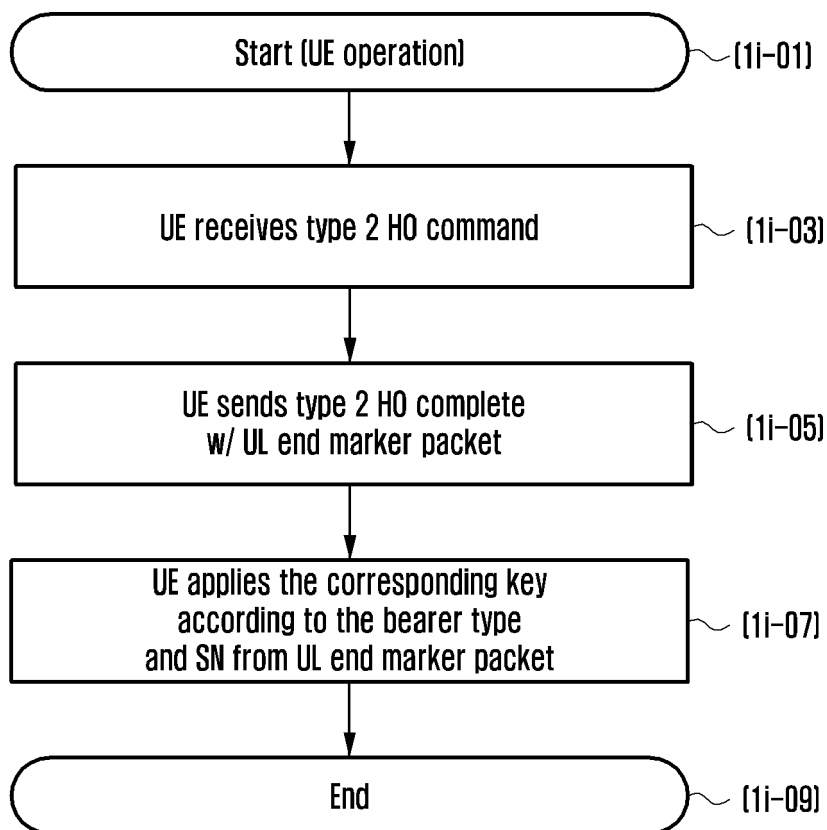 Start (UE operation)
(1i-01)
UE receives type 2 HO command
(1i-03)
UE sends type 2 HO complete
w/ UL end marker packet
(1i-05)
UE applies the corresponding key
according to the bearer type
and SN from UL end marker packet
(1i-07)
End
(1i-09)